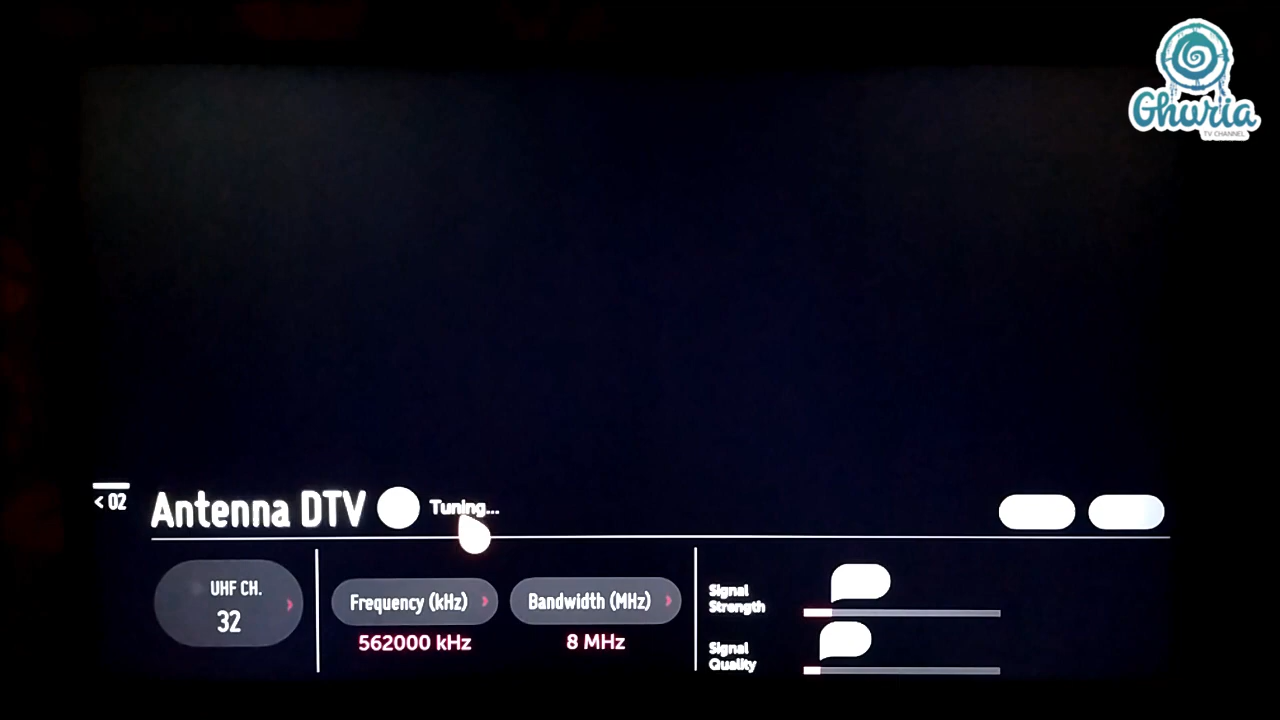 Ghuria
TV CHANNEL
< 02
Antenna DTV
Tuning...
UHF CH.
32
Frequency (kHz)
562000 kHz
Bandwidth (MHz)
8 MHz
Signal
Strength
Signal
Quality